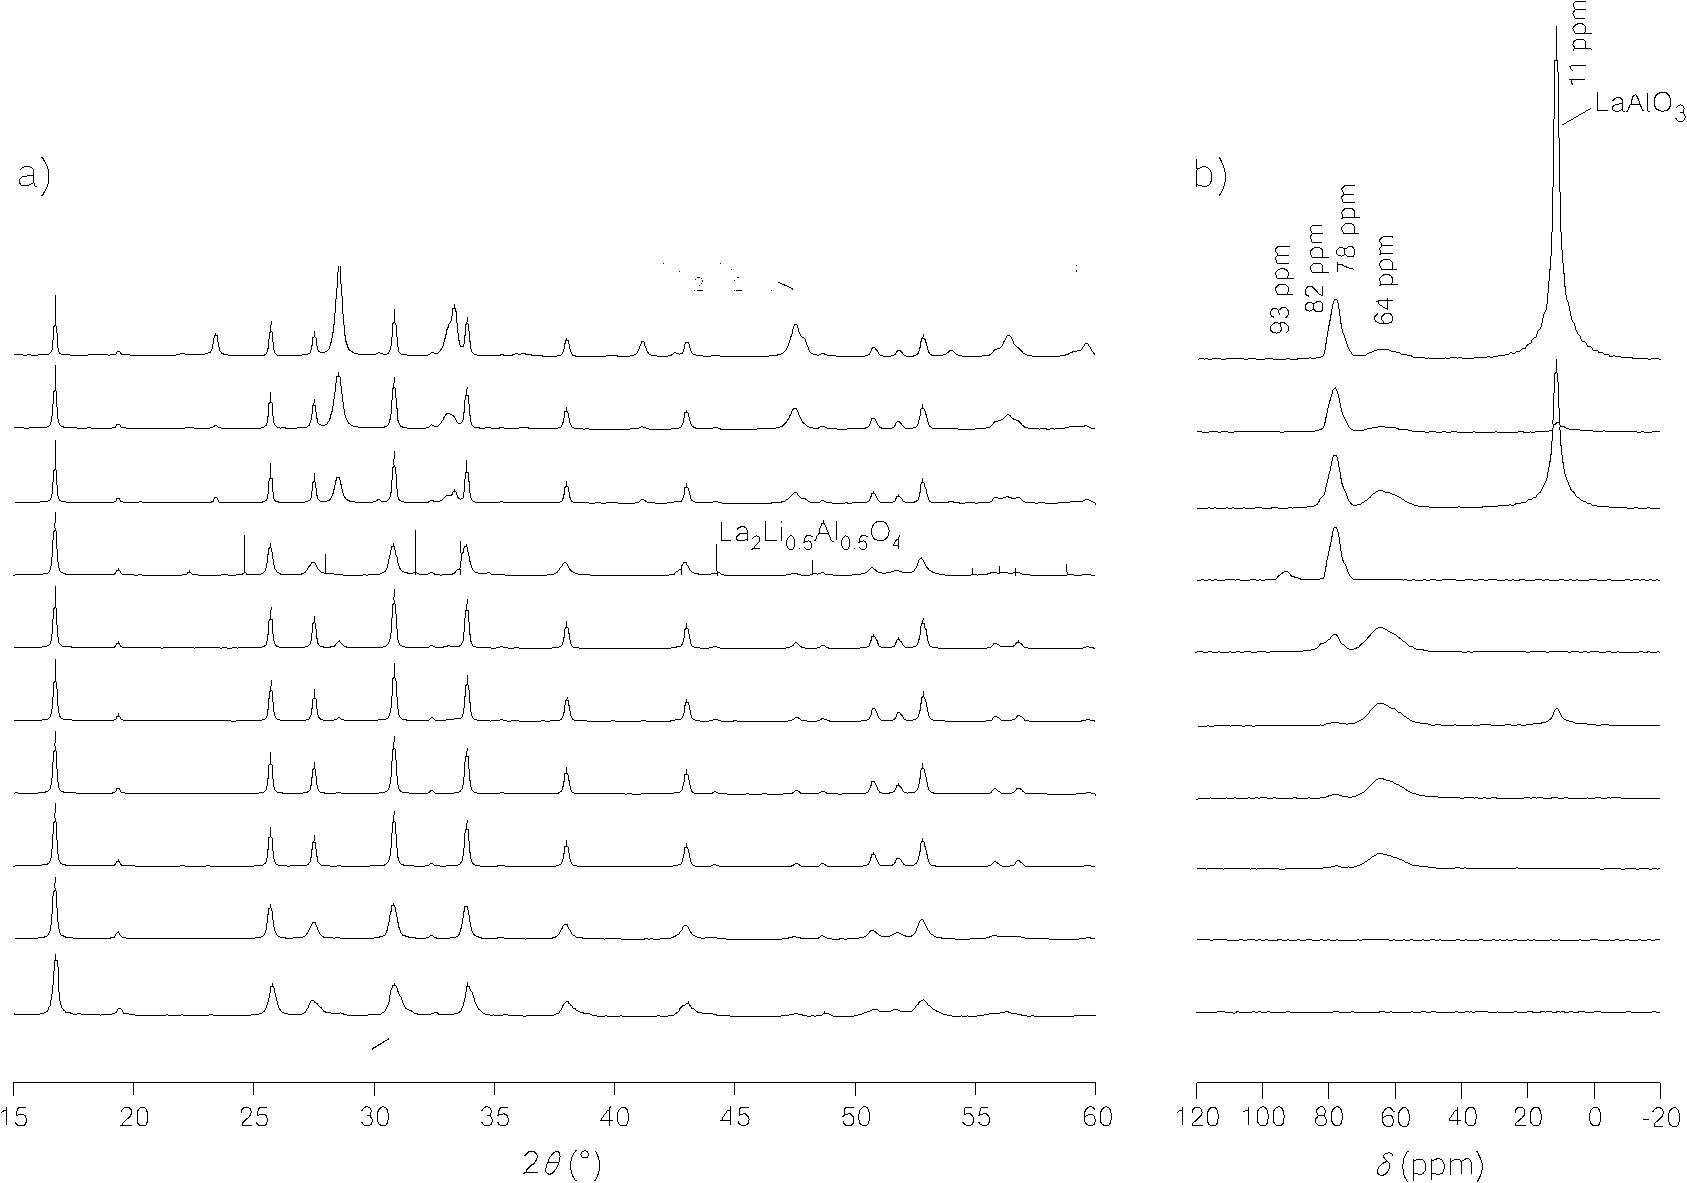 11 ppm
LaAlO3
a)
b)
93 ppm
82 ppm
78 ppm
64 ppm
La2Li0.5Al0.5O4
15 20 25 30 35 40 45 50 55 60
2θ (°)
120 100 80 60 40 20 0 -20
δ (ppm)